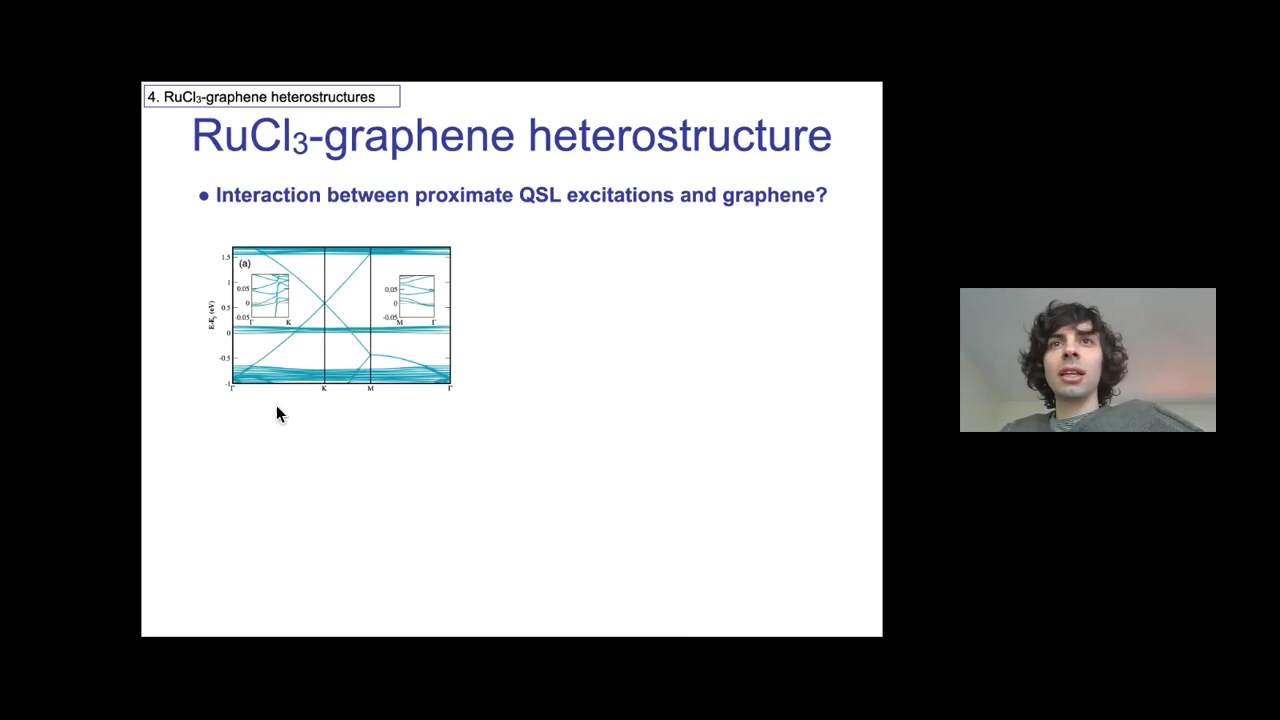 4. RuCl₃-graphene heterostructures
RuCl₃-graphene heterostructure
● Interaction between proximate QSL excitations and graphene?
(a)
1.5
1
0.5
0
-0.5
-1
E-E_F (eV)
0.05
0
-0.05
Γ K
0.05
0
-0.05
M Γ
Γ K M Γ